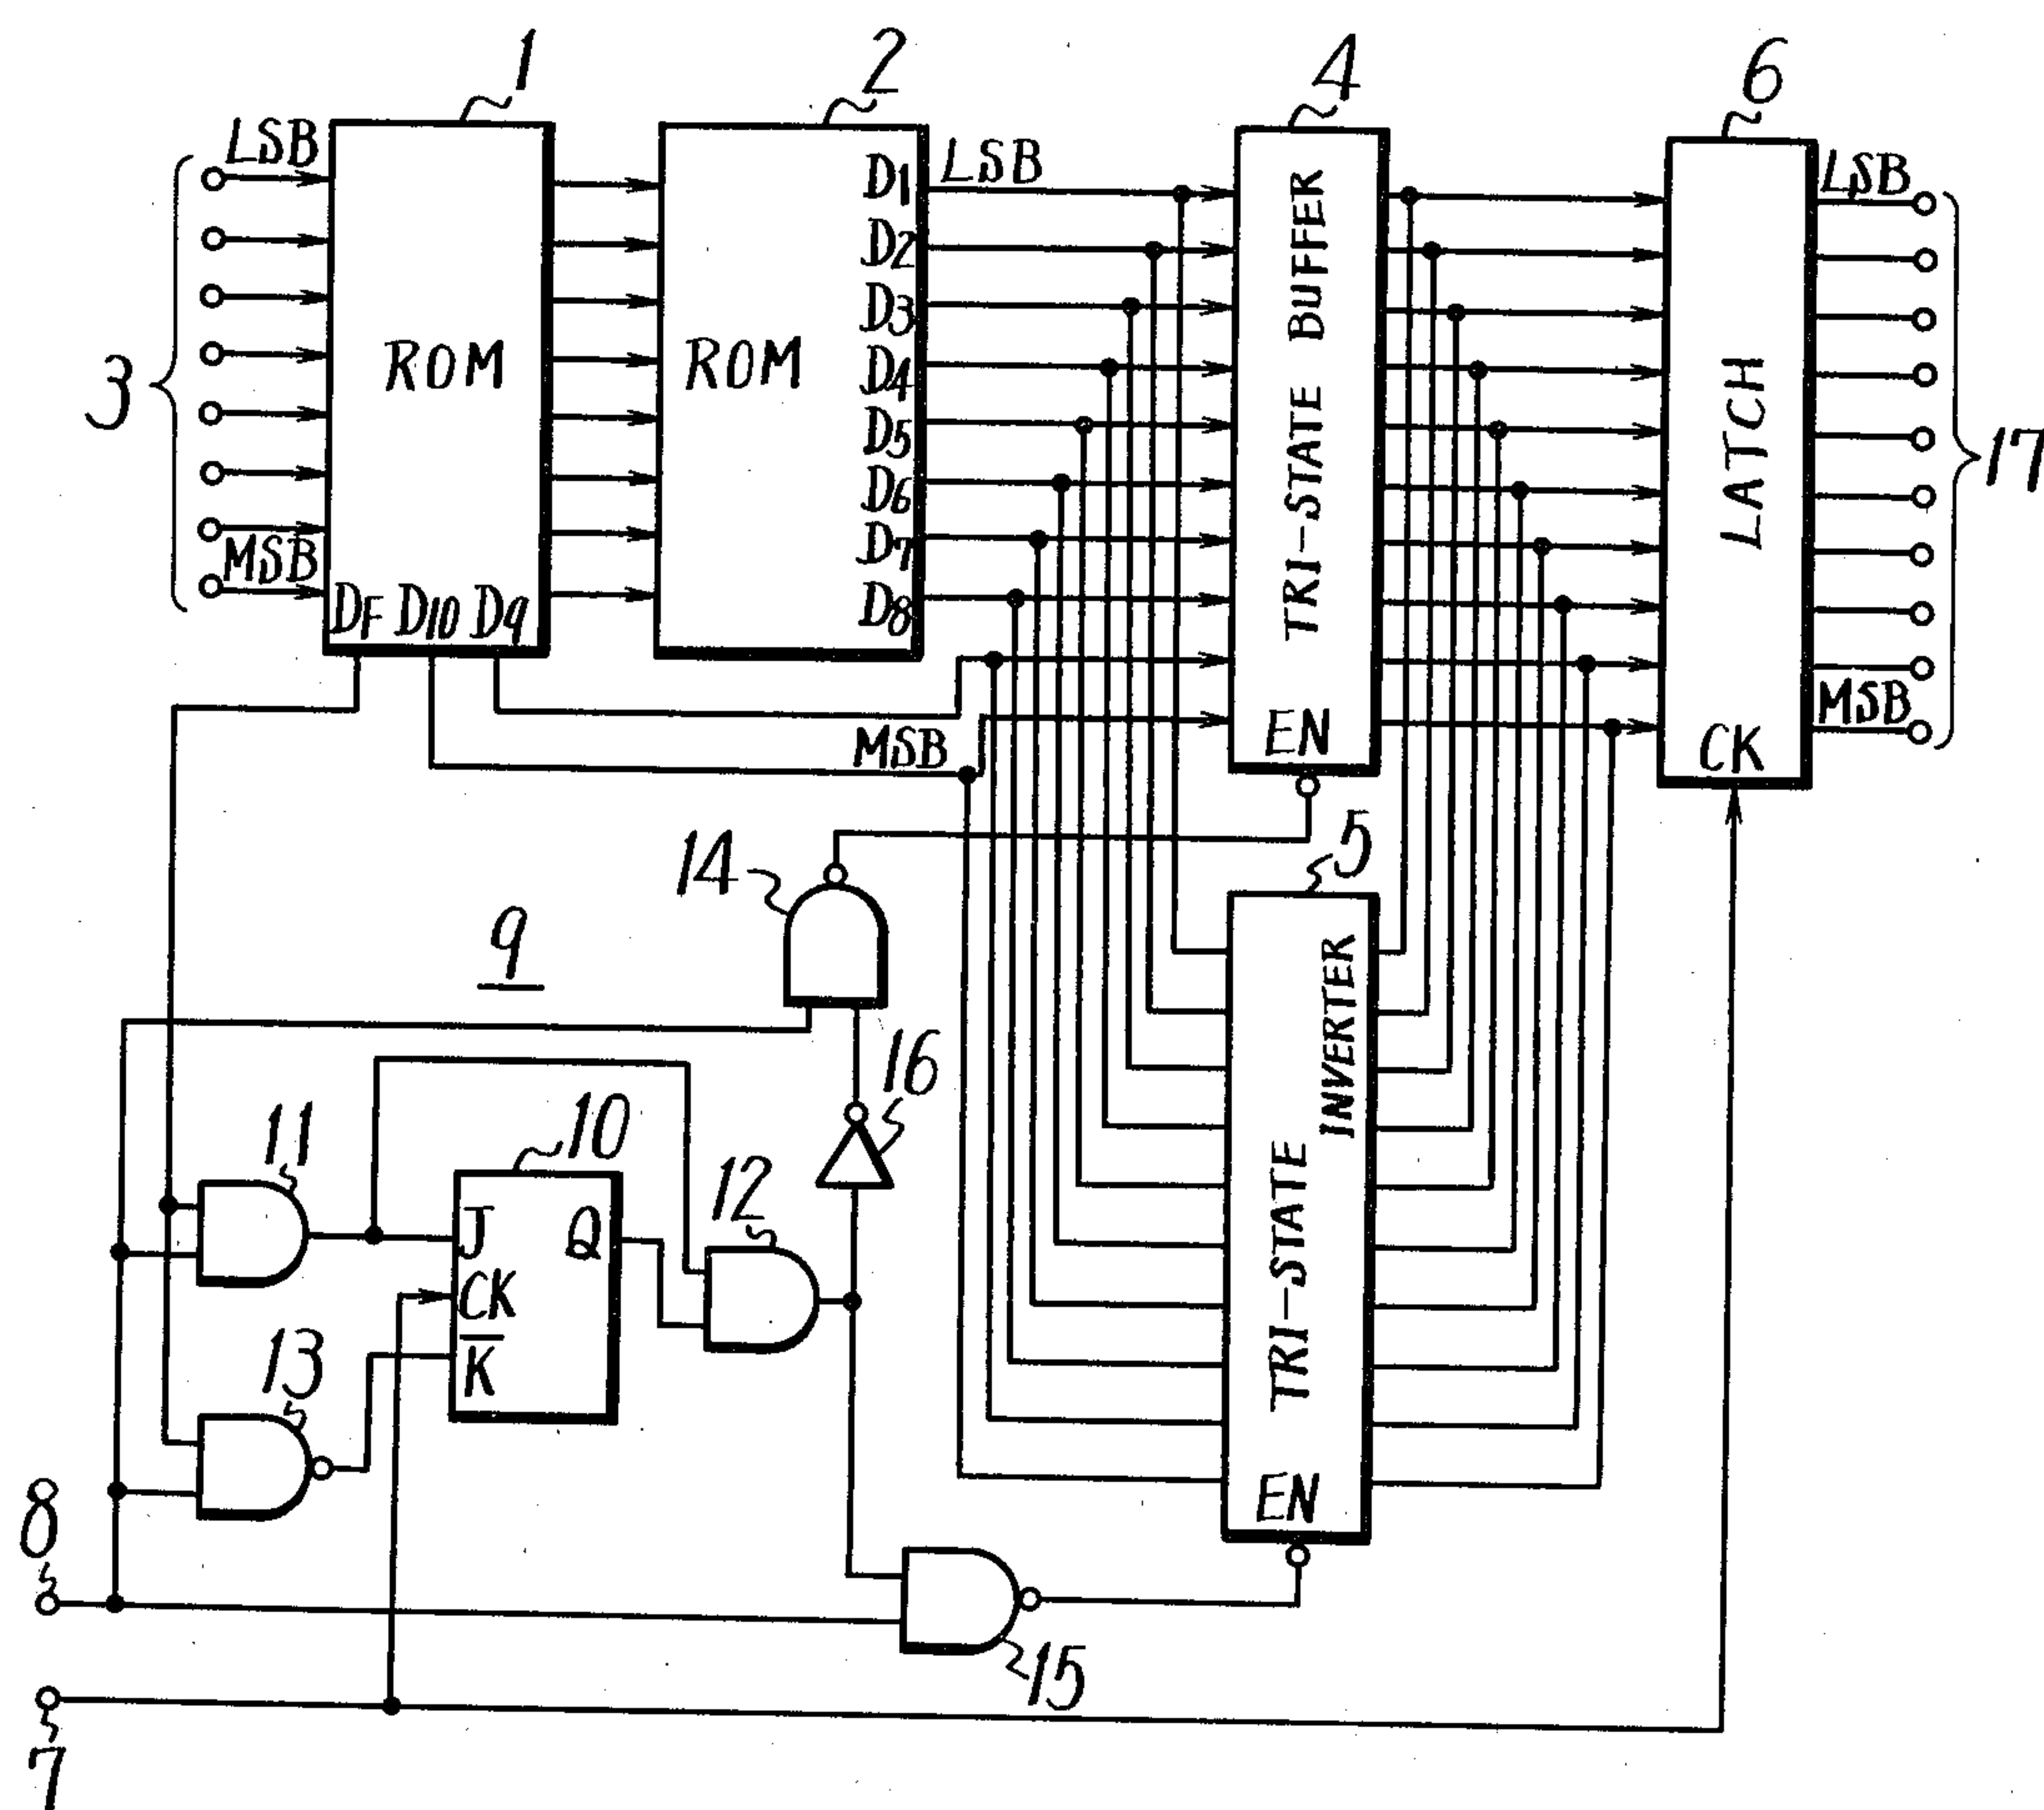 1
2
4
6
LSB
LSB
LSB
D1
D2
D3
D4
D5
D6
D7
D8
3
ROM
ROM
TRI-STATE BUFFER
LATCH
17
MSB
DF D10 D9
MSB
EN
MSB
CK
14
5
9
16
11
10
12
J
Q
CK
K̅
13
TRI-STATE
INVERTER
EN
8
15
7